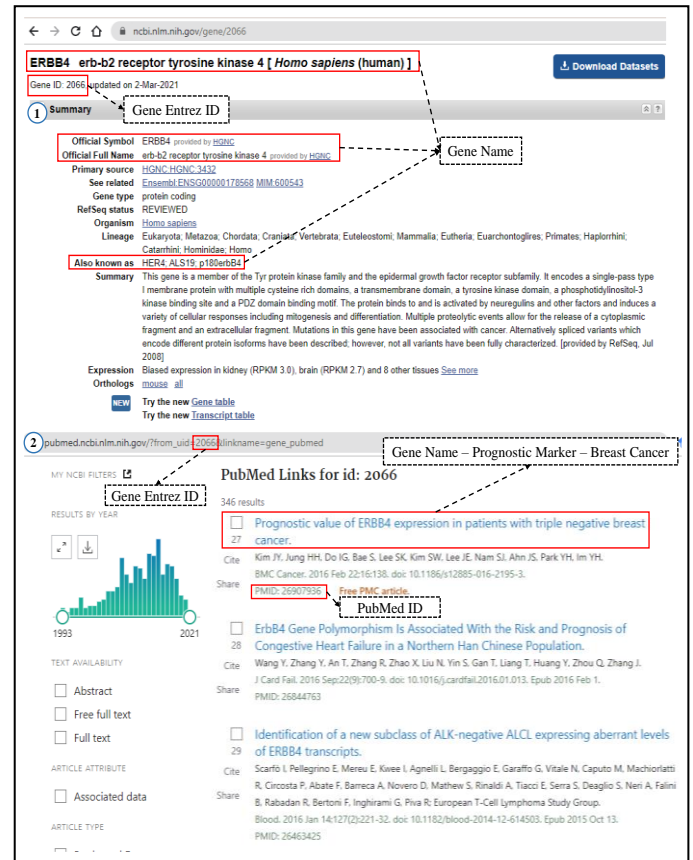 ncbi.nlm.nih.gov/gene/2066
ERBB4 erb-b2 receptor tyrosine kinase 4 [ Homo sapiens (human) ]
Download Datasets
Gene ID: 2066, updated on 2-Mar-2021
1 Summary
Gene Entrez ID
Official Symbol ERBB4 provided by HGNC
Gene Name
Official Full Name erb-b2 receptor tyrosine kinase 4 provided by HGNC
Primary source HGNC:HGNC:3432
See related Ensembl:ENSG00000178568 MIM:600543
Gene type protein coding
RefSeq status REVIEWED
Organism Homo sapiens
Lineage Eukaryota; Metazoa; Chordata; Craniata; Vertebrata; Euteleostomi; Mammalia; Eutheria; Euarchontoglires; Primates; Haplorrhini;
Catarrhini; Hominidae; Homo
Also known as HER4; ALS19; p180erbB4
Summary This gene is a member of the Tyr protein kinase family and the epidermal growth factor receptor subfamily. It encodes a single-pass type
I membrane protein with multiple cysteine rich domains, a transmembrane domain, a tyrosine kinase domain, a phosphotidylinositol-3
kinase binding site and a PDZ domain binding motif. The protein binds to and is activated by neuregulins and other factors and induces a
variety of cellular responses including mitogenesis and differentiation. Multiple proteolytic events allow for the release of a cytoplasmic
fragment and an extracellular fragment. Mutations in this gene have been associated with cancer. Alternatively spliced variants which
encode different protein isoforms have been described; however, not all variants have been fully characterized. [provided by RefSeq, Jul
2008]
Expression Biased expression in kidney (RPKM 3.0), brain (RPKM 2.7) and 8 other tissues See more
Orthologs mouse all
NEW Try the new Gene table
Try the new Transcript table
2 pubmed.ncbi.nlm.nih.gov/?from_uid=2066&linkname=gene_pubmed
Gene Name – Prognostic Marker – Breast Cancer
MY NCBI FILTERS
PubMed Links for id: 2066
Gene Entrez ID
346 results
RESULTS BY YEAR
Prognostic value of ERBB4 expression in patients with triple negative breast
27 cancer.
Cite Kim JY, Jung HH, Do IG, Bae S, Lee SK, Kim SW, Lee JE, Nam SJ, Ahn JS, Park YH, Im YH.
BMC Cancer. 2016 Feb 22;16:138. doi: 10.1186/s12885-016-2195-3.
Share PMID: 26907936 Free PMC article.
PubMed ID
1993 2021
ErbB4 Gene Polymorphism Is Associated With the Risk and Prognosis of
28 Congestive Heart Failure in a Northern Han Chinese Population.
TEXT AVAILABILITY
Cite Wang Y, Zhang Y, An T, Zhang R, Zhao X, Liu N, Yin S, Gan T, Liang T, Huang Y, Zhou Q, Zhang J.
J Card Fail. 2016 Sep;22(9):700-9. doi: 10.1016/j.cardfail.2016.01.013. Epub 2016 Feb 1.
Abstract
Share PMID: 26844763
Free full text
Full text
Identification of a new subclass of ALK-negative ALCL expressing aberrant levels
29 of ERBB4 transcripts.
ARTICLE ATTRIBUTE
Cite Scarfò I, Pellegrino E, Mereu E, Kwee I, Agnelli L, Bergaggio E, Garaffo G, Vitale N, Caputo M, Machiorlatti
R, Circosta P, Abate F, Barreca A, Novero D, Mathew S, Rinaldi A, Tiacci E, Serra S, Deaglio S, Neri A, Falini
Associated data
Share B, Rabadan R, Bertoni F, Inghirami G, Piva R; European T-Cell Lymphoma Study Group.
Blood. 2016 Jan 14;127(2):221-32. doi: 10.1182/blood-2014-12-614503. Epub 2015 Oct 13.
ARTICLE TYPE
PMID: 26463425